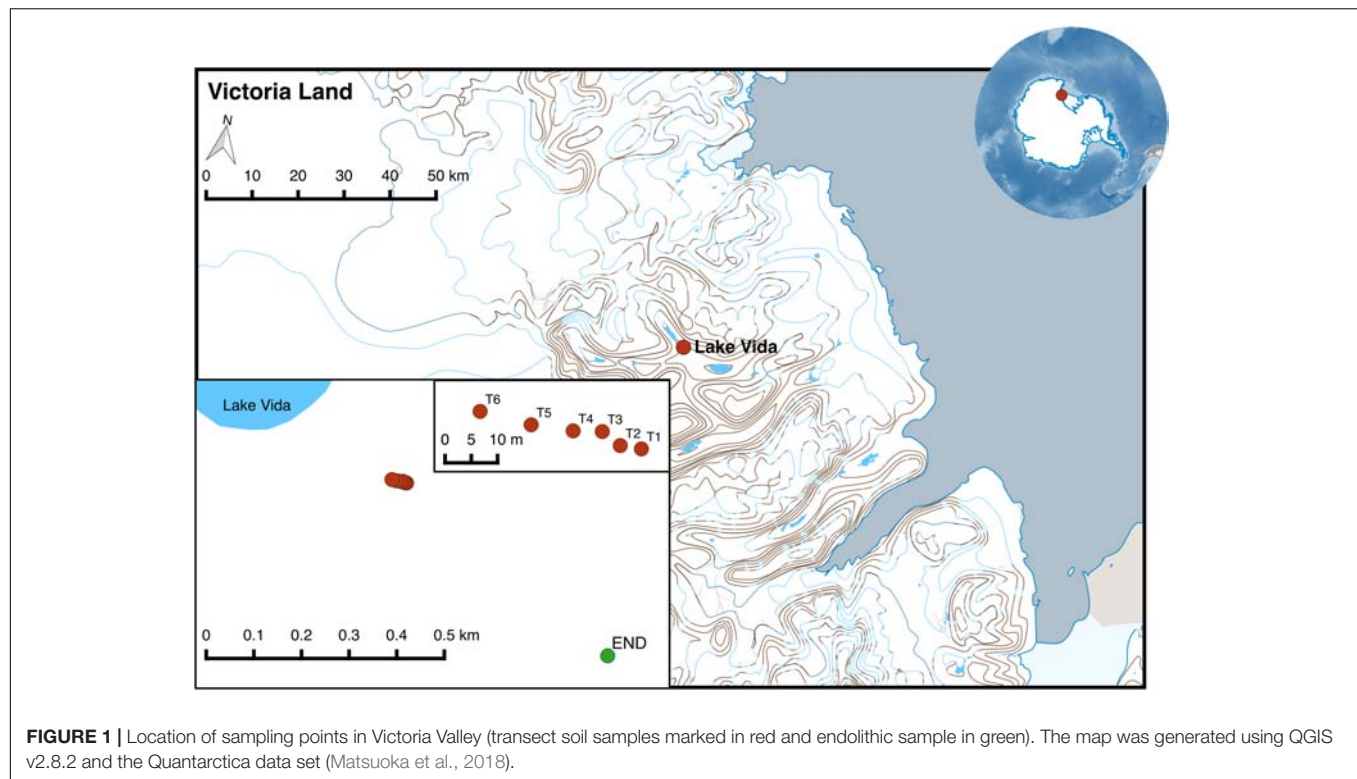 Victoria Land
N
0 10 20 30 40 50 km
Lake Vida
Lake Vida
T6
T5
T4
T3
T2
T1
0 5 10 m
0 0.1 0.2 0.3 0.4 0.5 km
END
FIGURE 1 | Location of sampling points in Victoria Valley (transect soil samples marked in red and endolithic sample in green). The map was generated using QGIS
v2.8.2 and the Quantarctica data set (Matsuoka et al., 2018).